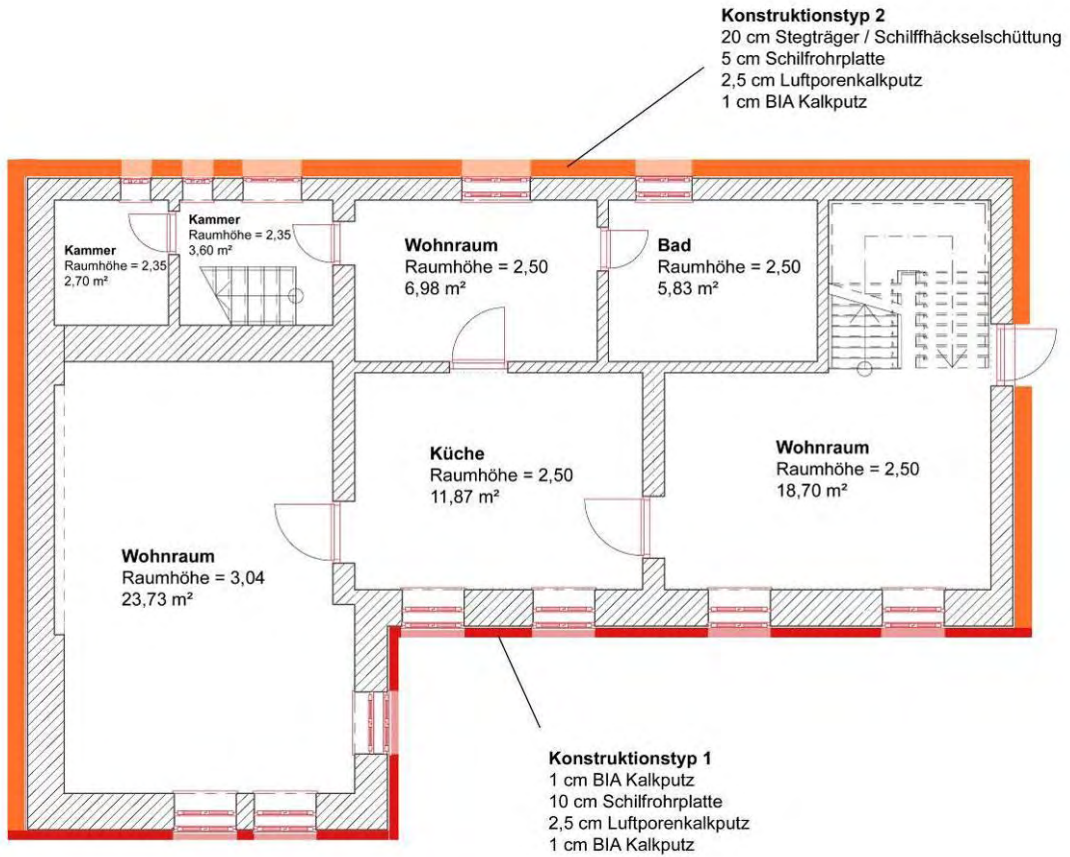 Konstruktionstyp 2
20 cm Stegträger / Schilffhäckselschüttung
5 cm Schilfrohrplatte
2,5 cm Luftporenkalkputz
1 cm BIA Kalkputz
Kammer
Raumhöhe = 2,35
2,70 m²
Kammer
Raumhöhe = 2,35
3,60 m²
Wohnraum
Raumhöhe = 2,50
6,98 m²
Bad
Raumhöhe = 2,50
5,83 m²
Küche
Raumhöhe = 2,50
11,87 m²
Wohnraum
Raumhöhe = 2,50
18,70 m²
Wohnraum
Raumhöhe = 3,04
23,73 m²
Konstruktionstyp 1
1 cm BIA Kalkputz
10 cm Schilfrohrplatte
2,5 cm Luftporenkalkputz
1 cm BIA Kalkputz